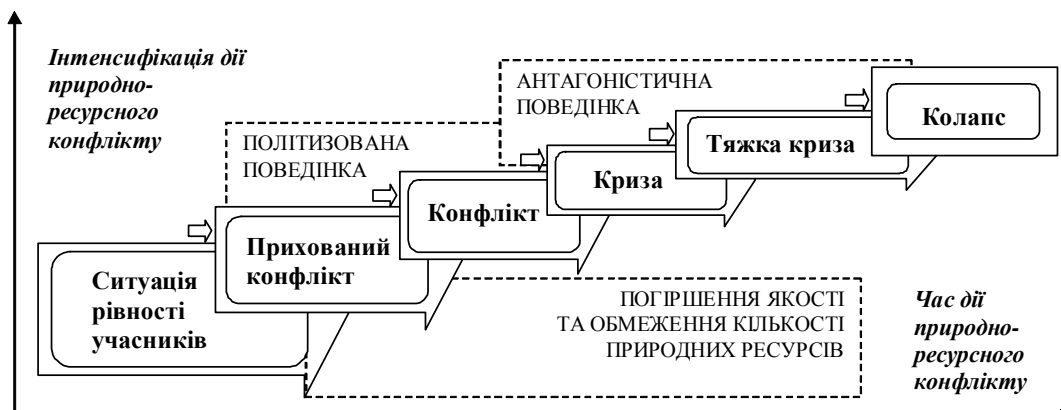 Інтенсифікація дії
природно-
ресурсного
конфлікту
АНТАГОНІСТИЧНА
ПОВЕДІНКА
ПОЛІТИЗОВАНА
ПОВЕДІНКА
Колапс
Тяжка криза
Криза
Конфлікт
Прихований
конфлікт
Ситуація
рівності
учасників
ПОГІРШЕННЯ ЯКОСТІ
ТА ОБМЕЖЕННЯ КІЛЬКОСТІ
ПРИРОДНИХ РЕСУРСІВ
Час дії
природно-
ресурсного
конфлікту